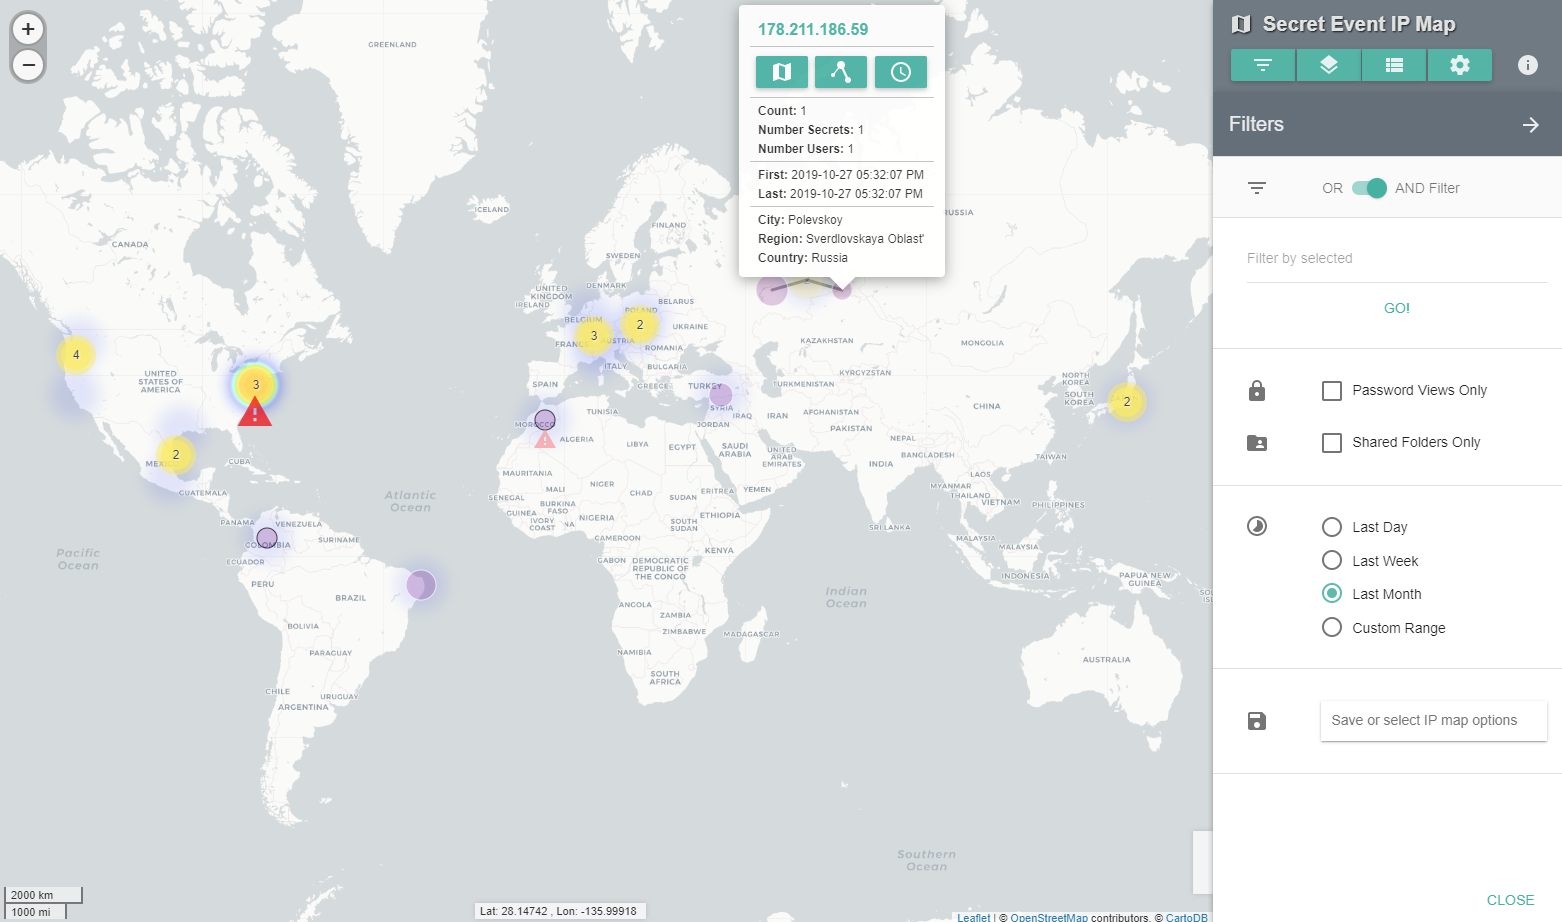 +
−
178.211.186.59
Count: 1
Number Secrets: 1
Number Users: 1
First: 2019-10-27 05:32:07 PM
Last: 2019-10-27 05:32:07 PM
City: Polevskoy
Region: Sverdlovskaya Oblast'
Country: Russia
Secret Event IP Map
Filters
OR
AND Filter
Filter by selected
GO!
Password Views Only
Shared Folders Only
Last Day
Last Week
Last Month
Custom Range
Save or select IP map options
CLOSE
GREENLAND
ICELAND
RUSSIA
FINLAND
SWEDEN
CANADA
DENMARK
UNITED
KINGDOM
IRELAND
BELARUS
POLAND
BELGIUM
UKRAINE
FRANCE
AUSTRIA
ROMANIA
ITALY
BULGARIA
KAZAKHSTAN
MONGOLIA
KYRGYZSTAN
UNITED
STATES OF
AMERICA
SPAIN
GREECE
TURKEY
TURKMENISTAN
NORTH
KOREA
SOUTH
KOREA
SYRIA
IRAQ
IRAN
AFGHANISTAN
CHINA
TUNISIA
MOROCCO
JORDAN
PAKISTAN
ALGERIA
LIBYA
EGYPT
SAUDI
ARABIA
UNITED
ARAB
EMIRATES
NEPAL
BANGLADESH
INDIA
TAIWAN
CUBA
MEXICO
MAURITANIA
LAOS
MYANMAR
THAILAND
VIETNAM
PHILIPPINES
GUATEMALA
Atlantic
Ocean
SENEGAL
MALI
NIGER
CHAD
SUDAN
ERITREA
YEMEN
BURKINA
FASO
GUINEA
IVORY
COAST
NA
NIGERIA
SOUTH
SUDAN
ETHIOPIA
SRI LANKA
PANAMA
VENEZUELA
SURINAME
COLOMBIA
ECUADOR
CAMEROON
KENYA
MALAYSIA
MALAYSIA
Pacific
Ocean
GABON
DEMOCRATIC
REPUBLIC OF
THE CONGO
INDONESIA
PAPUA NEW
GUINEA
PERU
BRAZIL
Indian
Ocean
SO
IS
ANGOLA
ZAMBIA
ZIMBABWE
MADAGASCAR
BOLIVIA
PARAGUAY
NAMIBIA
AUSTRALIA
SOUTH
AFRICA
CHILE
URUGUAY
ARGENTINA
Southern
Ocean
4
3
2
3
2
2
2000 km
1000 mi
Lat: 28.14742 , Lon: -135.99918
Leaflet | © OpenStreetMap contributors, © CartoDB